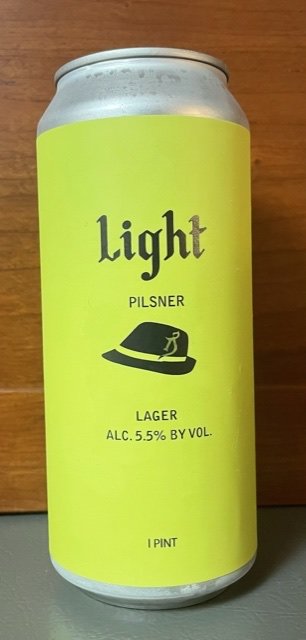 Light
PILSNER
LAGER
ALC. 5.5% BY VOL.
1 PINT